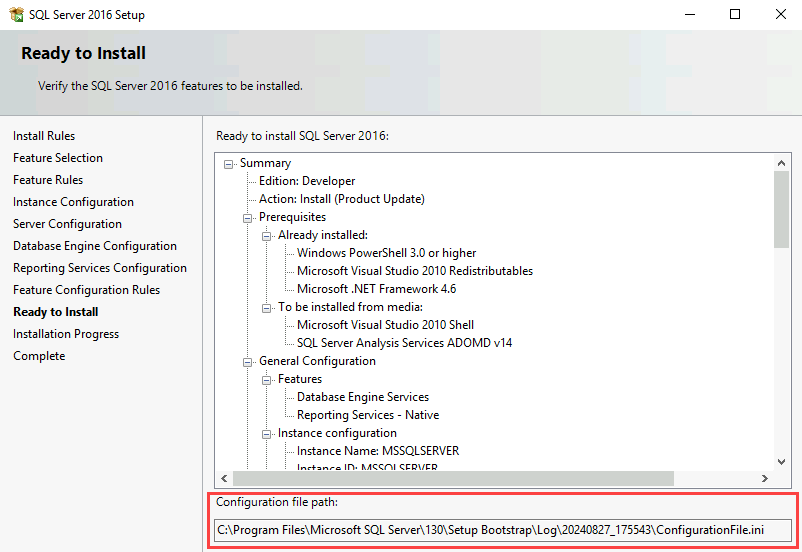 SQL Server 2016 Setup
Ready to Install
Verify the SQL Server 2016 features to be installed.
Install Rules
Feature Selection
Feature Rules
Instance Configuration
Server Configuration
Database Engine Configuration
Reporting Services Configuration
Feature Configuration Rules
Ready to Install
Installation Progress
Complete
Ready to install SQL Server 2016:
Summary
Edition: Developer
Action: Install (Product Update)
Prerequisites
Already installed:
Windows PowerShell 3.0 or higher
Microsoft Visual Studio 2010 Redistributables
Microsoft .NET Framework 4.6
To be installed from media:
Microsoft Visual Studio 2010 Shell
SQL Server Analysis Services ADOMD v14
General Configuration
Features
Database Engine Services
Reporting Services - Native
Instance configuration
Instance Name: MSSQLSERVER
Instance ID: MSSQLSERVER
Configuration file path:
C:\Program Files\Microsoft SQL Server\130\Setup Bootstrap\Log\20240827_175543\ConfigurationFile.ini